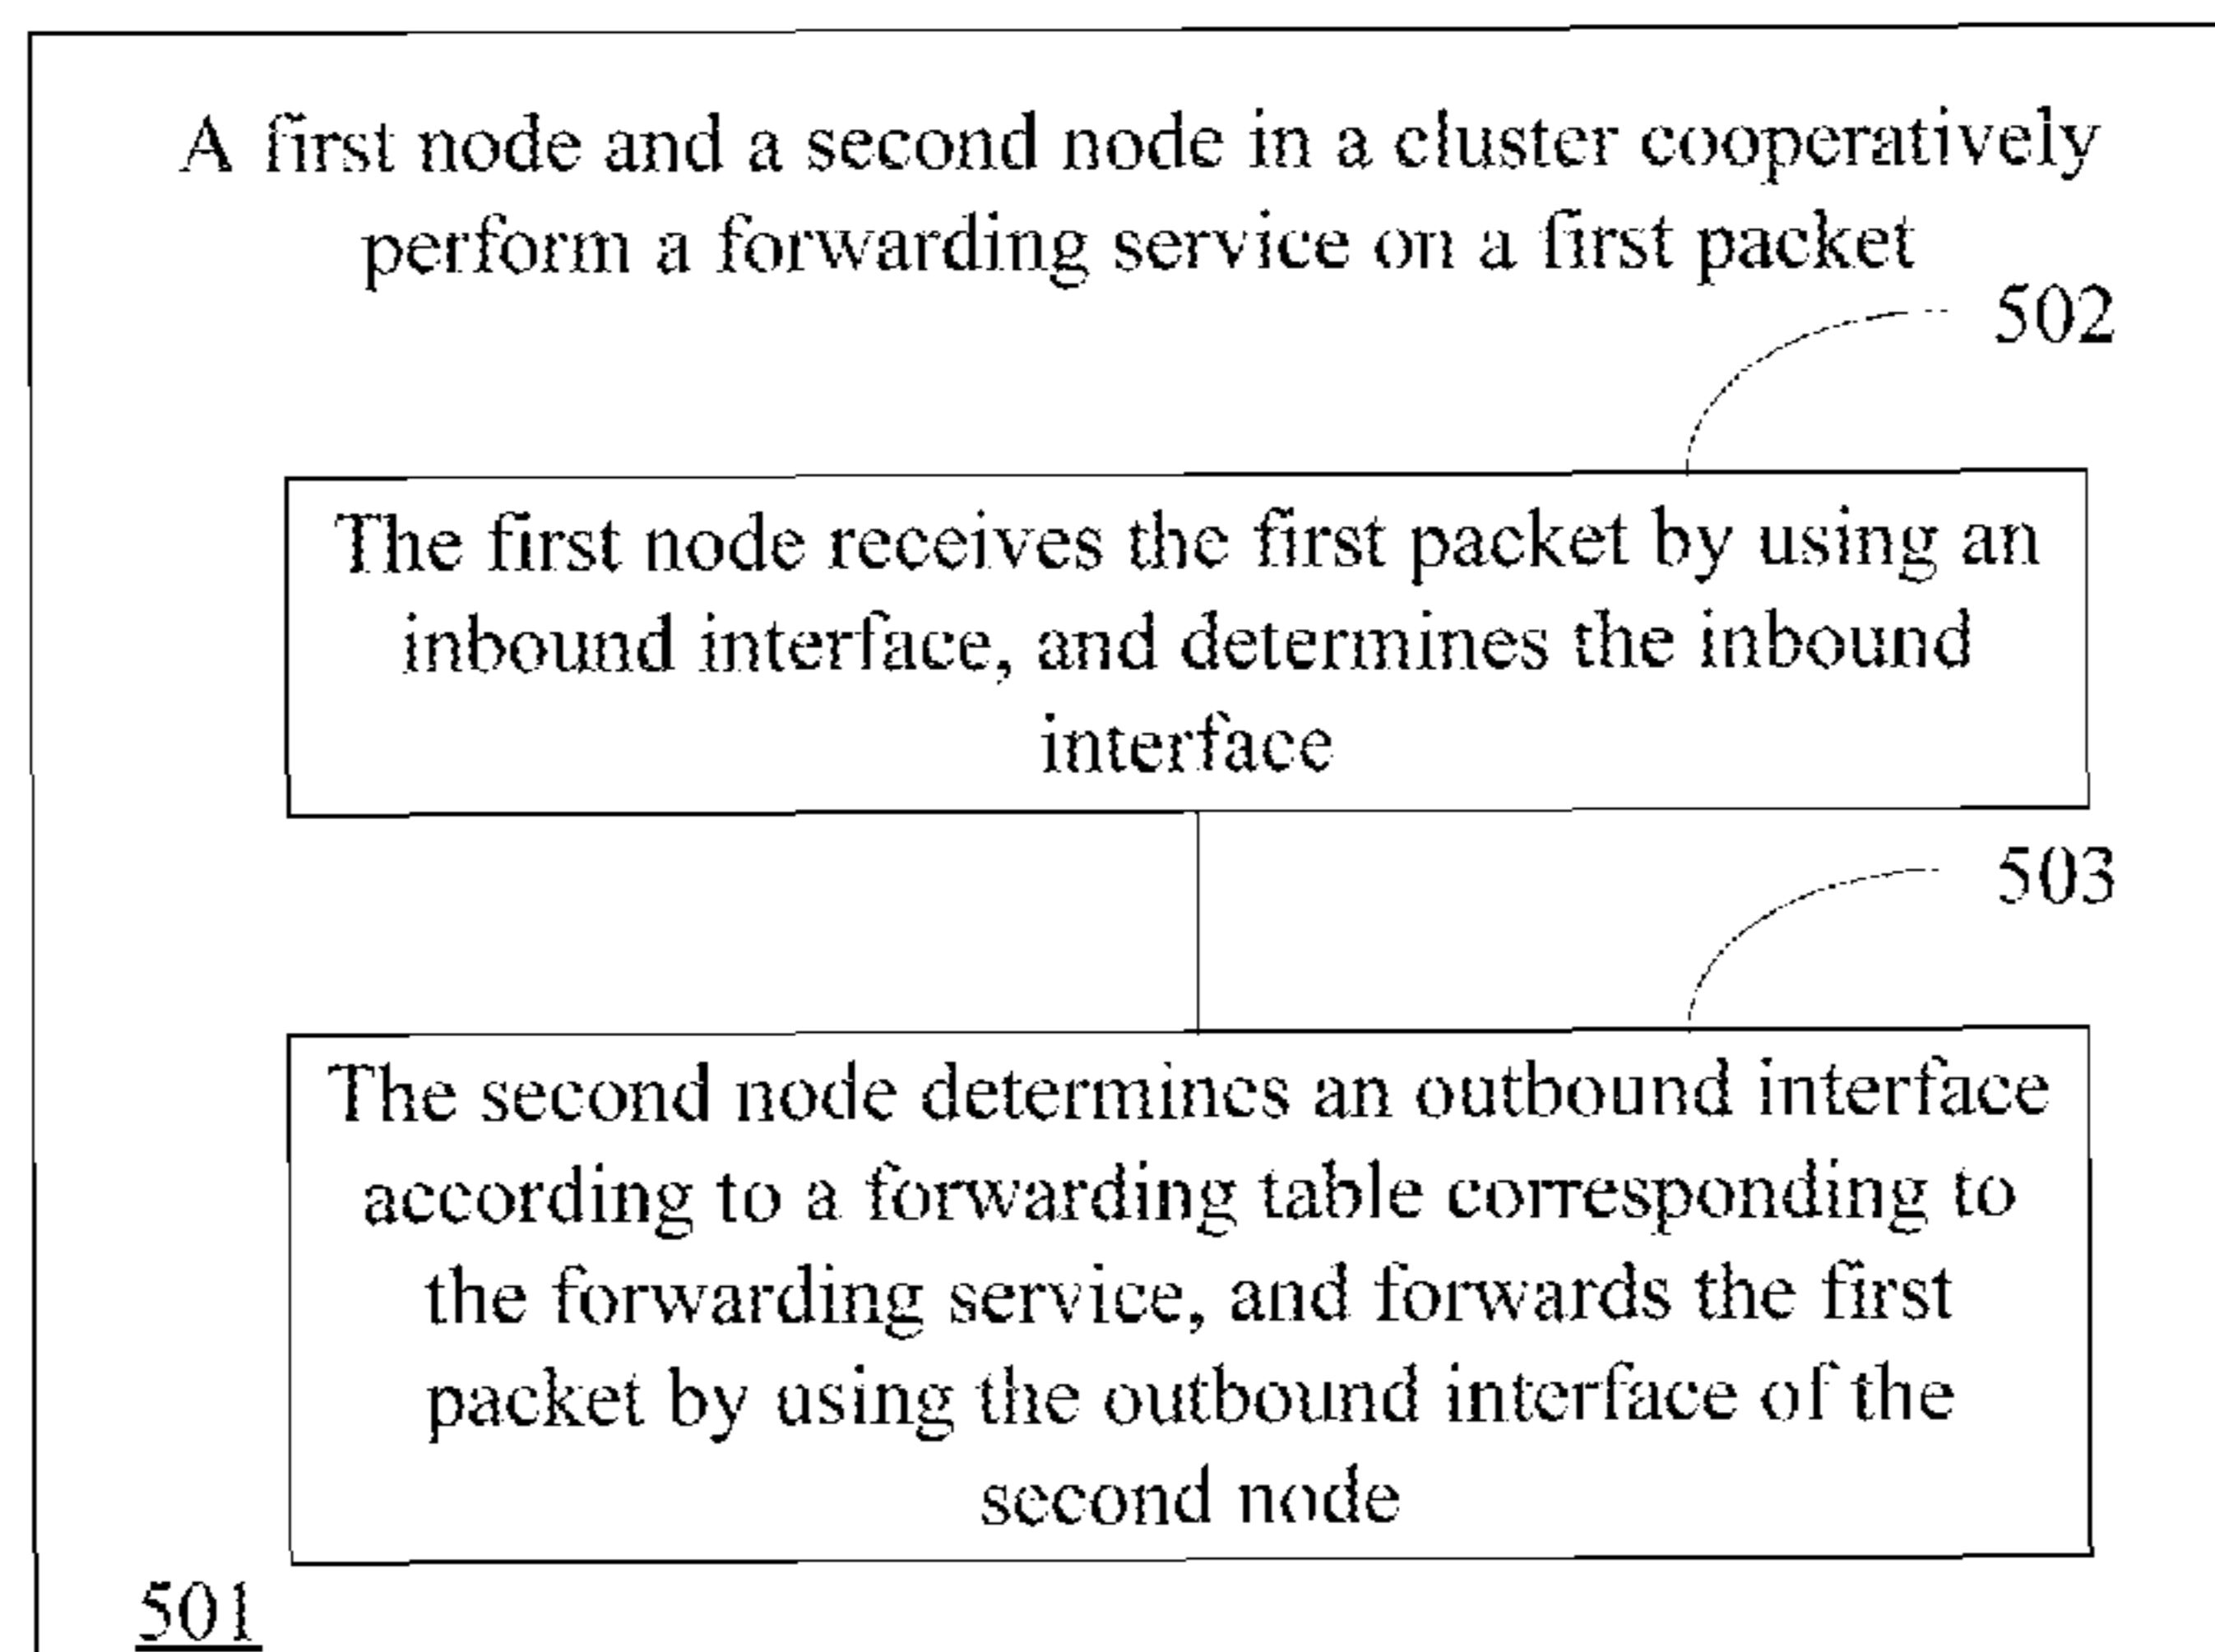 A first node and a second node in a cluster cooperatively
perform a forwarding service on a first packet
502
The first node receives the first packet by using an
inbound interface, and determines the inbound
interface
503
The second node determines an outbound interface
according to a forwarding table corresponding to
the forwarding service, and forwards the first
packet by using the outbound interface of the
second node
501